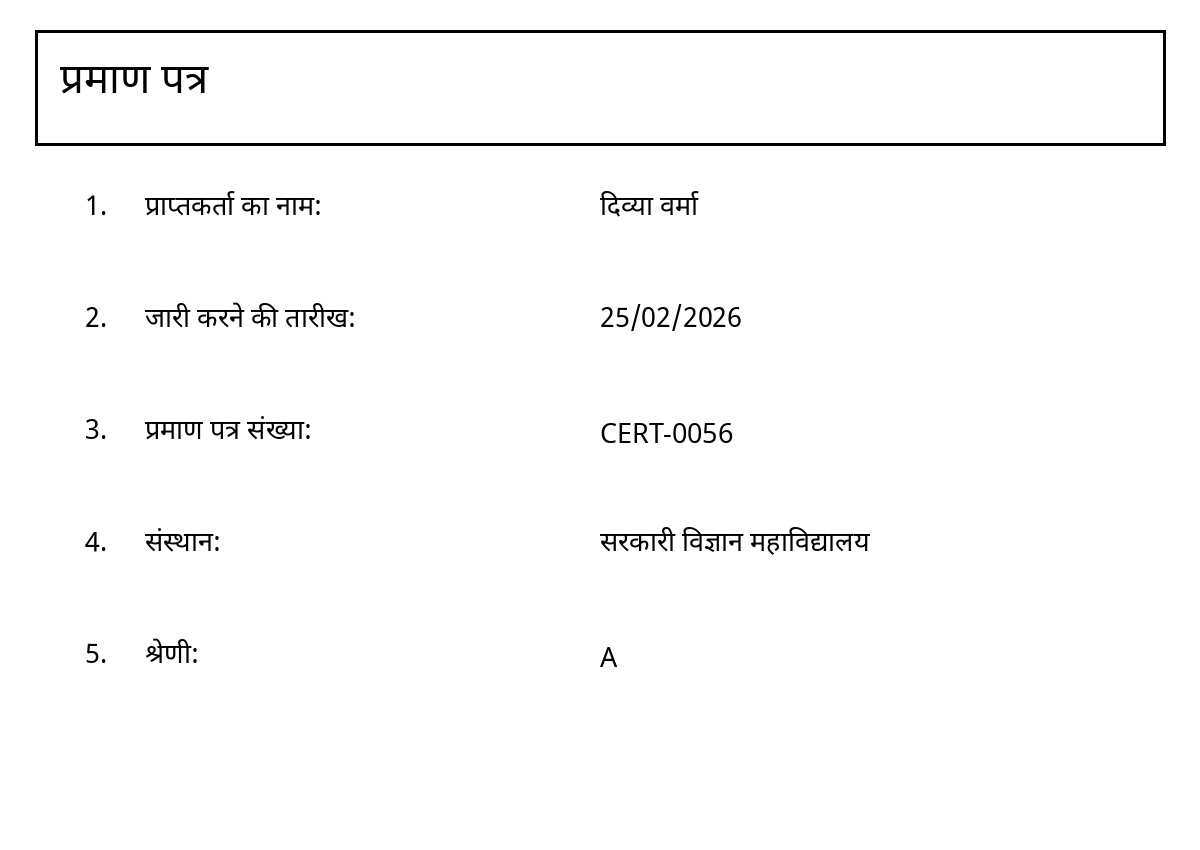 प्रमाण पत्र
1. प्राप्तकर्ता का नाम: दिव्या वर्मा
2. जारी करने की तारीख: 25/02/2026
3. प्रमाण पत्र संख्या: CERT-0056
4. संस्थान: सरकारी विज्ञान महाविद्यालय
5. श्रेणी: A